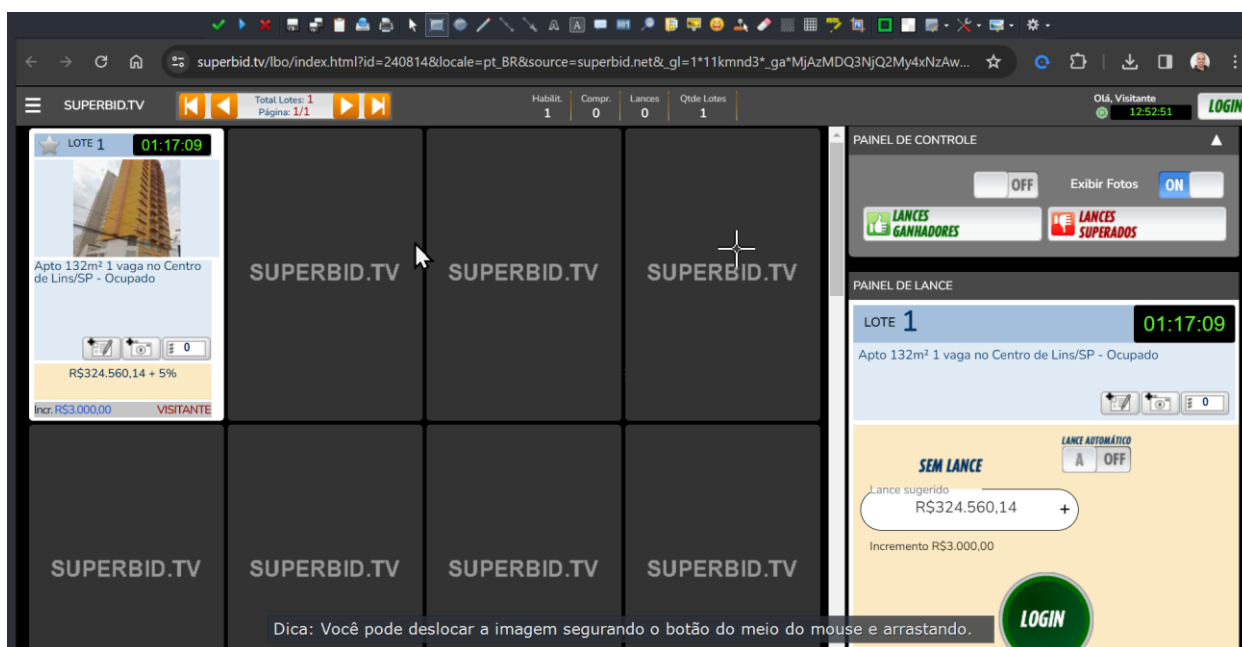 superbid.tv/lbo/index.html?id=240814&locale=pt_BR&source=superbid.net&_gl=1*11kmnd3*_ga*MjAzMDQ3NjQ2My4xNzAw...
SUPERBID.TV
Total Lotes: 1
Página: 1/1
Habilit. Compr. Lances Qtde Lotes
1 0 0 1
Olá, Visitante
12:52:51
LOGIN
LOTE 1 01:17:09
Apto 132m² 1 vaga no Centro
de Lins/SP - Ocupado
0
R$324.560,14 + 5%
Incr. R$3.000,00 VISITANTE
SUPERBID.TV SUPERBID.TV SUPERBID.TV
SUPERBID.TV SUPERBID.TV SUPERBID.TV SUPERBID.TV
PAINEL DE CONTROLE
OFF Exibir Fotos ON
LANCES
GANHADORES
LANCES
SUPERADOS
PAINEL DE LANCE
LOTE 1 01:17:09
Apto 132m² 1 vaga no Centro de Lins/SP - Ocupado
0
LANCE AUTOMÁTICO
A OFF
SEM LANCE
Lance sugerido
R$324.560,14 +
Incremento R$3.000,00
LOGIN
Dica: Você pode deslocar a imagem segurando o botão do meio do mouse e arrastando.